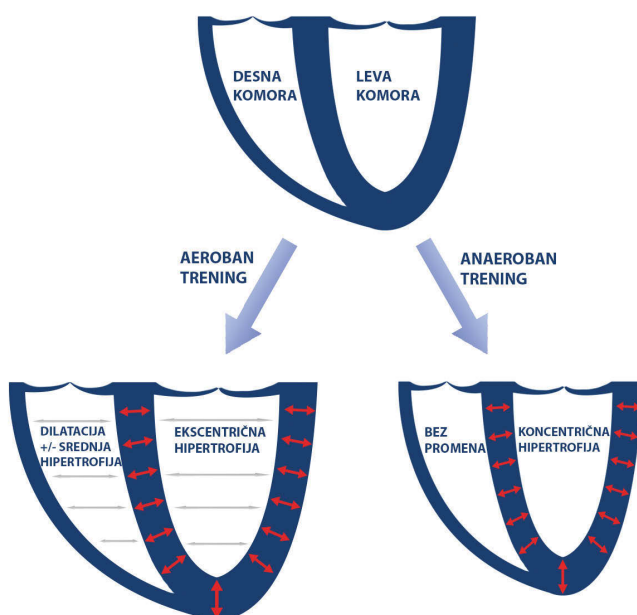 DESNA
KOMORA
LEVA
KOMORA
AEROBAN
TRENING
ANAEROBAN
TRENING
DILATACIJA
+/- SREDNJA
HIPERTROFIJA
EKSCENTRIČNA
HIPERTROFIJA
BEZ
PROMENA
KONCENTRIČNA
HIPERTROFIJA